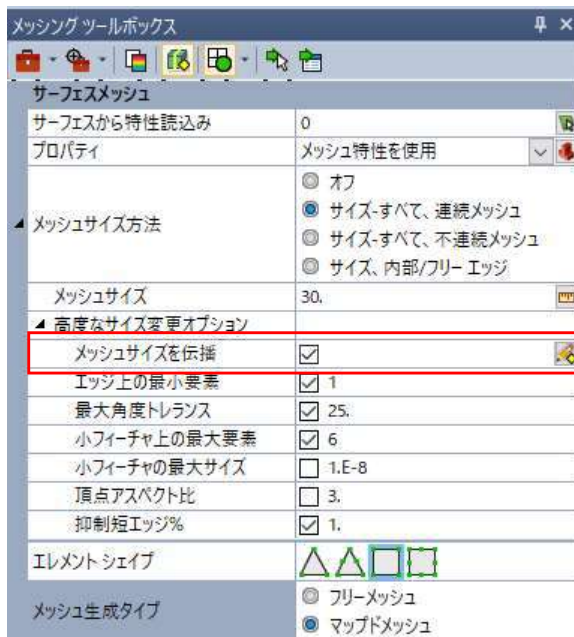 メッシング ツールボックス
サーフェスメッシュ
サーフェスから特性読込み 0
プロパティ メッシュ特性を使用
メッシュサイズ方法
オフ
サイズ-すべて、連続メッシュ
サイズ-すべて、不連続メッシュ
サイズ、内部/フリー エッジ
メッシュサイズ 30.
高度なサイズ変更オプション
メッシュサイズを伝播
エッジ上の最小要素 1
最大角度トレランス 25.
小フィーチャ上の最大要素 6
小フィーチャの最大サイズ 1.E-8
頂点アスペクト比 3.
抑制短エッジ% 1.
エレメント シェイプ
メッシュ生成タイプ
フリーメッシュ
マップドメッシュ